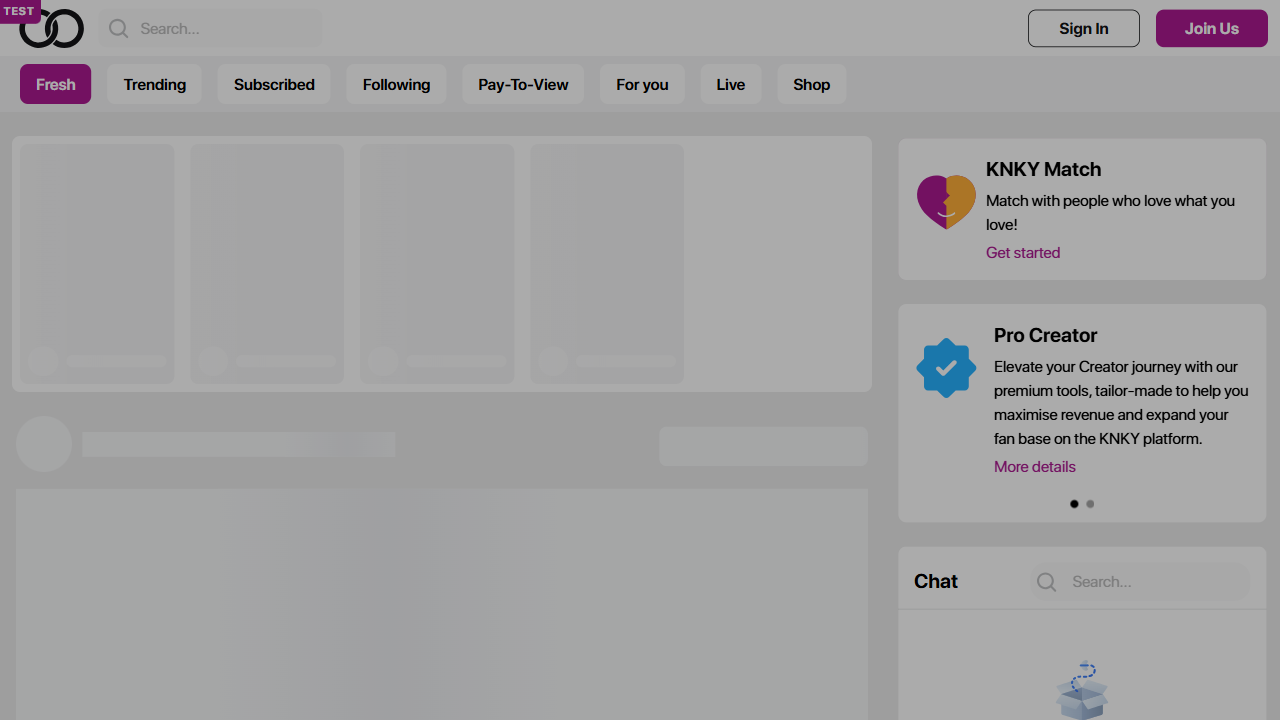 TEST
Search...
Sign In
Join Us
Fresh
Trending
Subscribed
Following
Pay-To-View
For you
Live
Shop
KNKY Match
Match with people who love what you
love!
Get started
Pro Creator
Elevate your Creator journey with our
premium tools, tailor-made to help you
maximise revenue and expand your
fan base on the KNKY platform.
More details
Chat
Search...